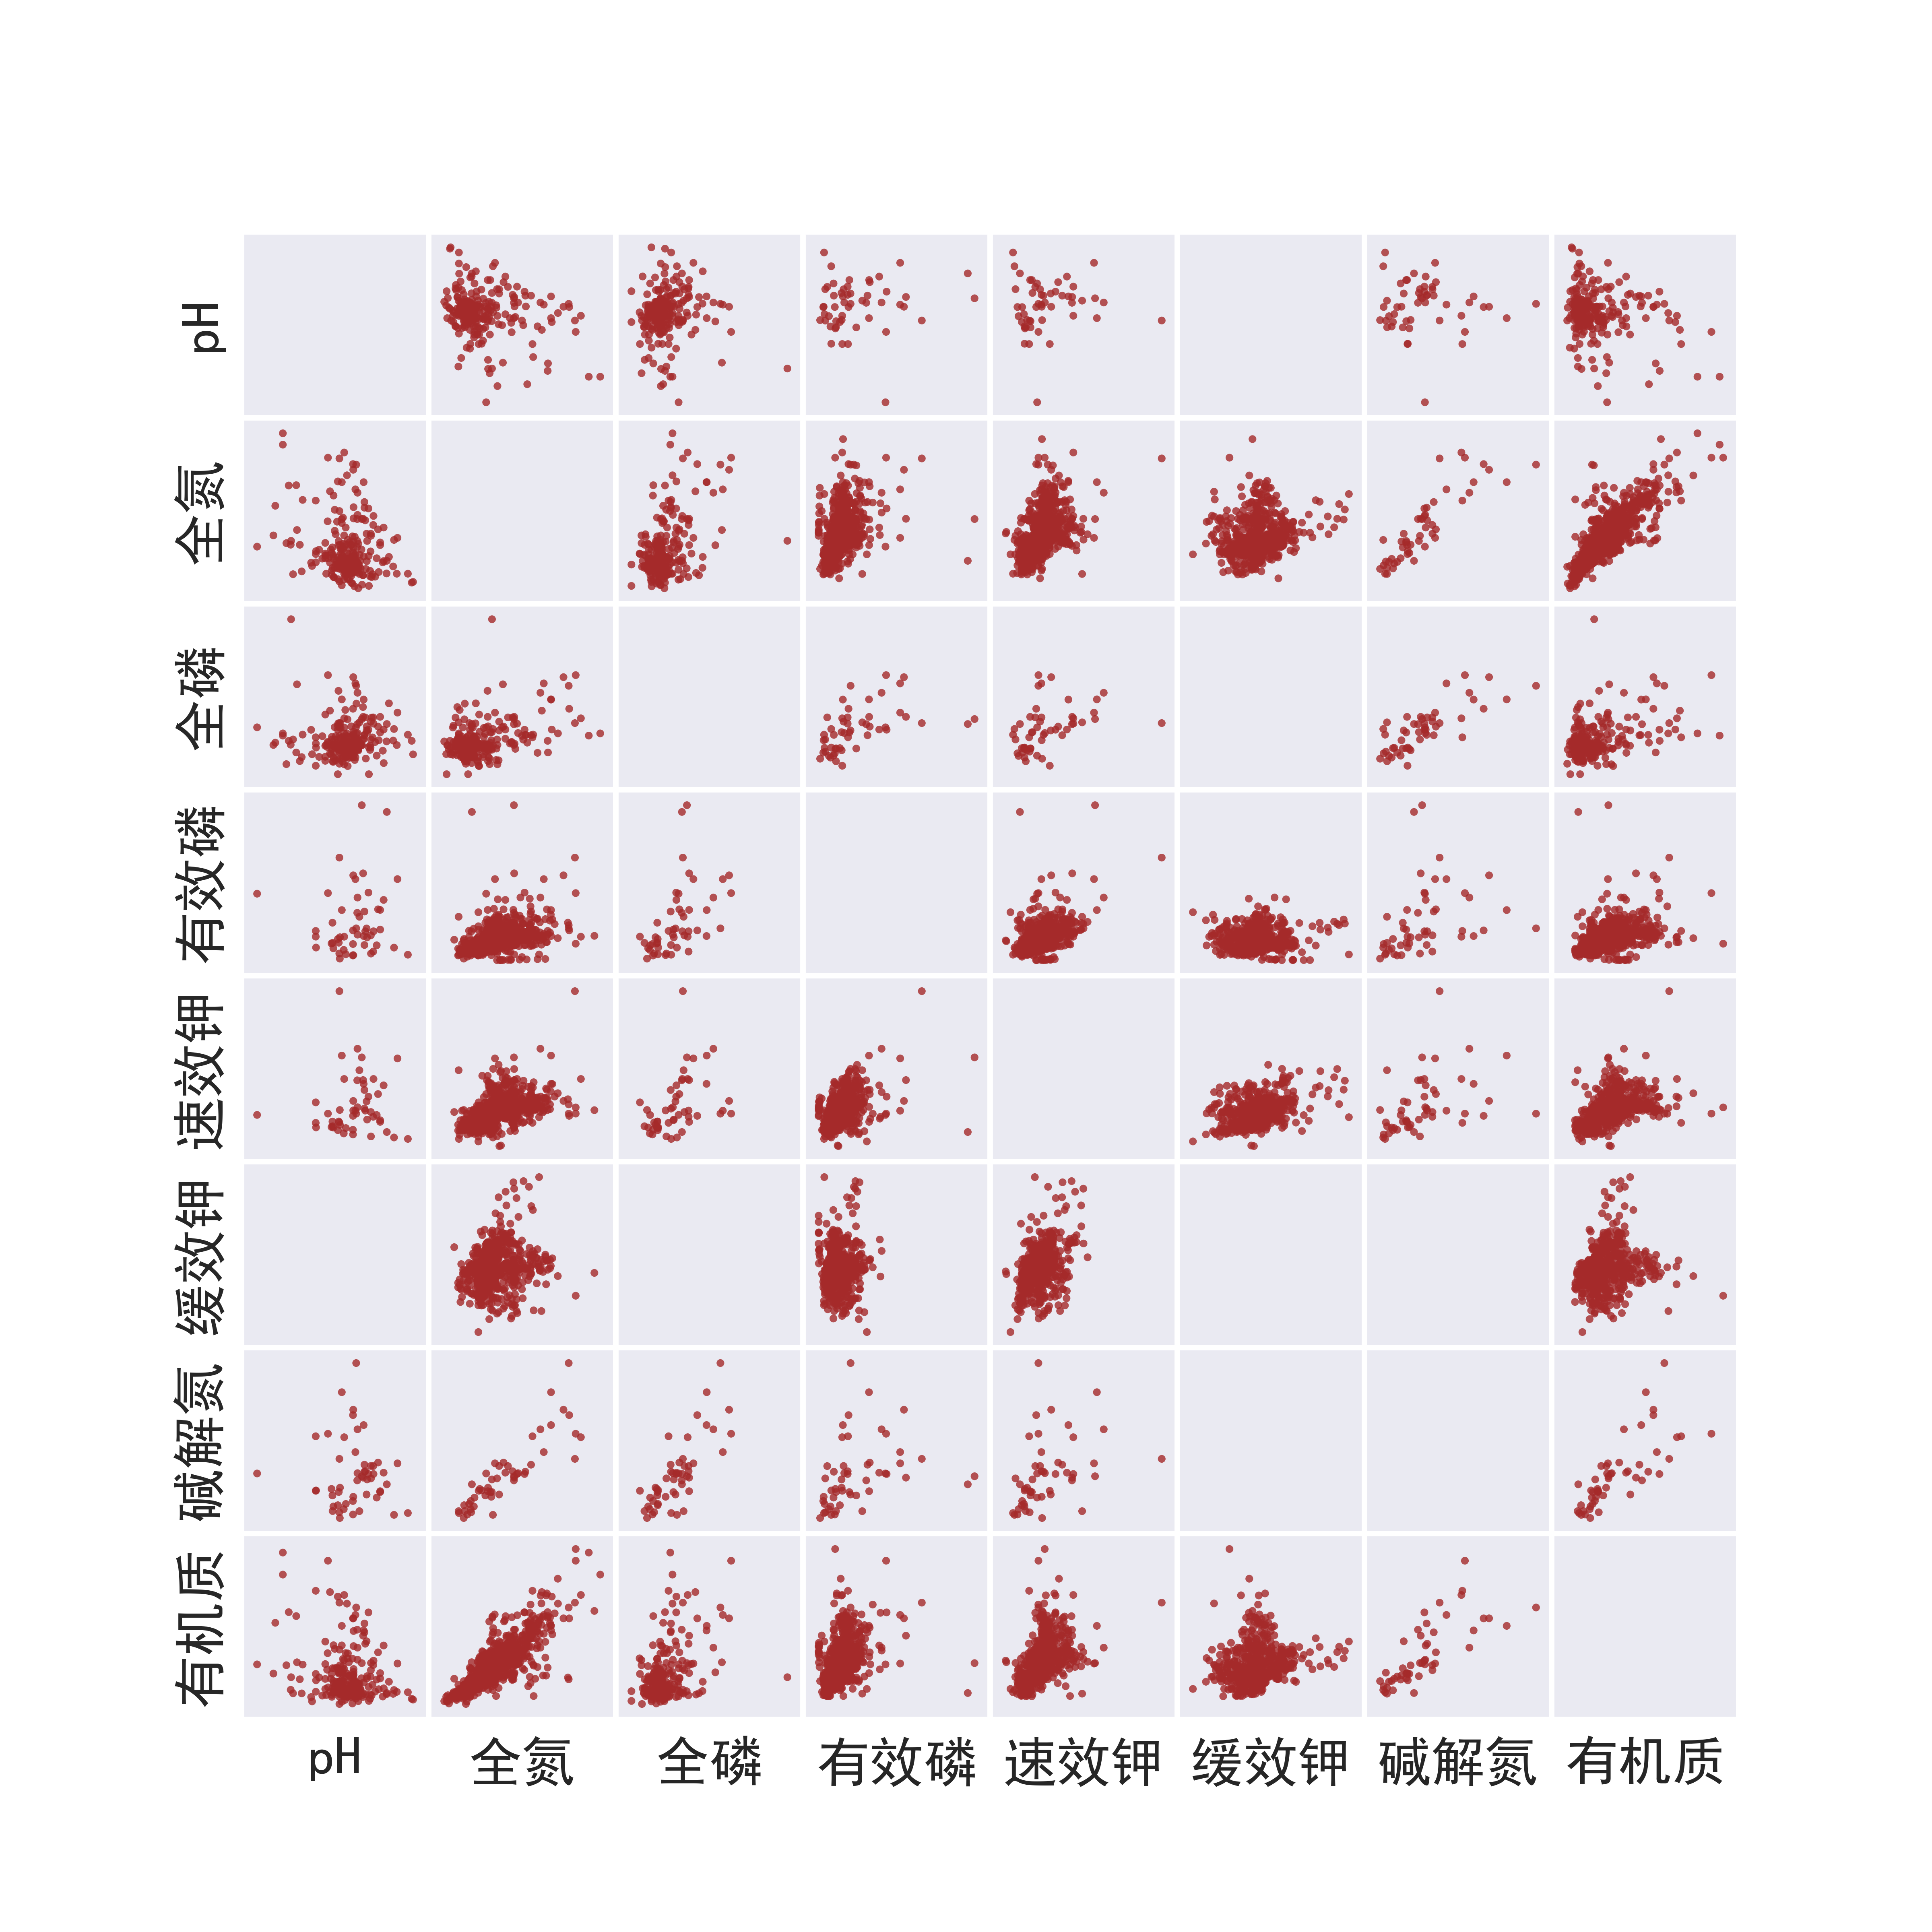 pH
全氮
全磷
有效磷
速效钾
缓效钾
碱解氮
有机质
pH 全氮 全磷 有效磷 速效钾 缓效钾 碱解氮 有机质